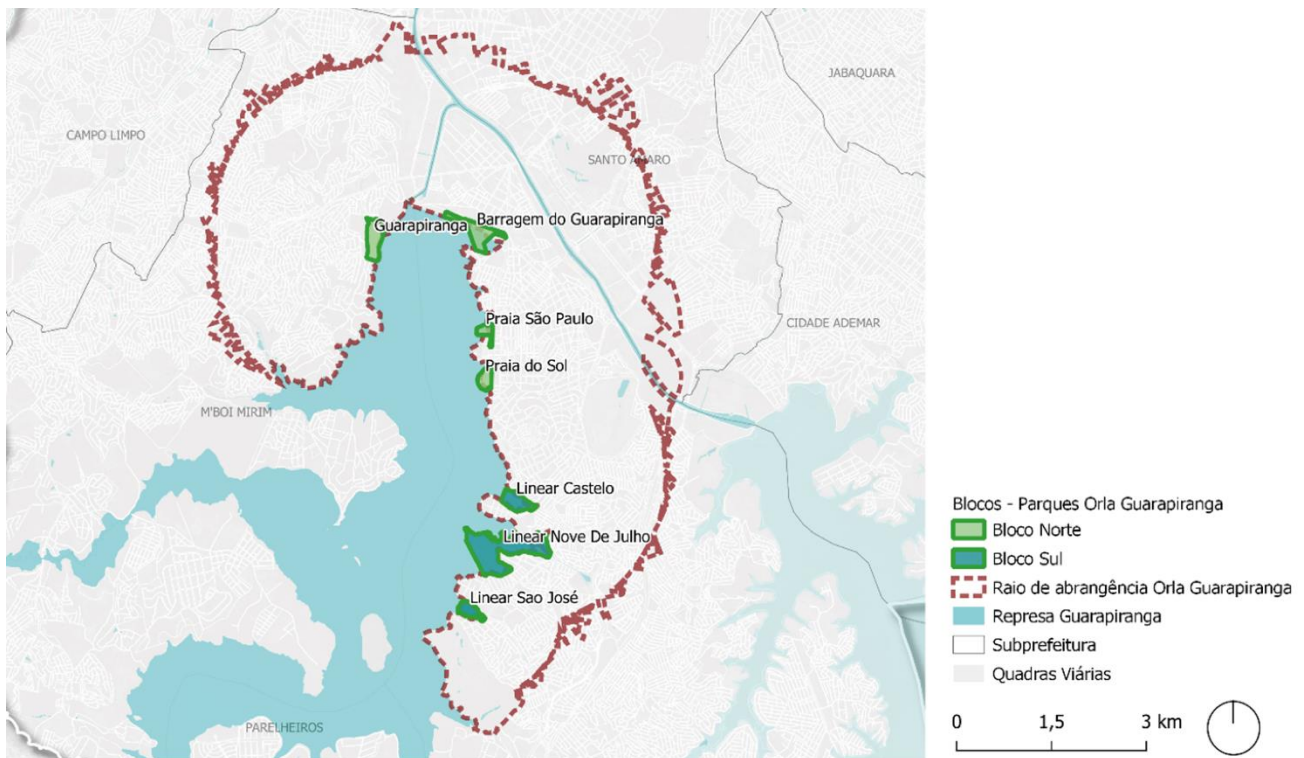 JABAQUARA
CAMPO LIMPO
SANTO AMARO
Guarapiranga
Barragem do Guarapiranga
Praia São Paulo
CIDADE ADEMAR
Praia do Sol
M'BOI MIRIM
Linear Castelo
Linear Nove De Julho
Linear Sao José
PARELHEIROS
Blocos - Parques Orla Guarapiranga
Bloco Norte
Bloco Sul
Raio de abrangência Orla Guarapiranga
Represa Guarapiranga
Subprefeitura
Quadras Viárias
0 1,5 3 km